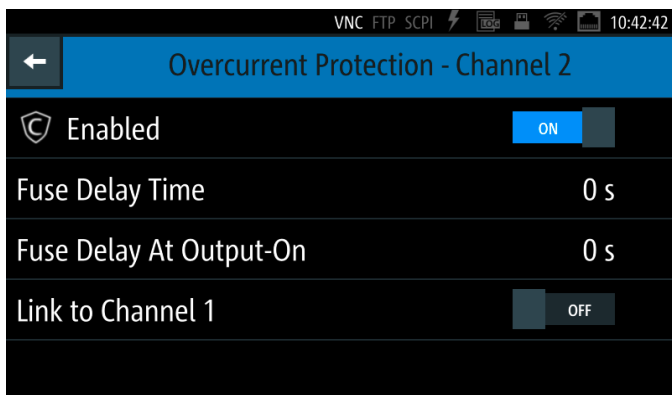 VNC FTP SCPI LOG 10:42:42
Overcurrent Protection - Channel 2
C Enabled ON
Fuse Delay Time 0 s
Fuse Delay At Output-On 0 s
Link to Channel 1 OFF